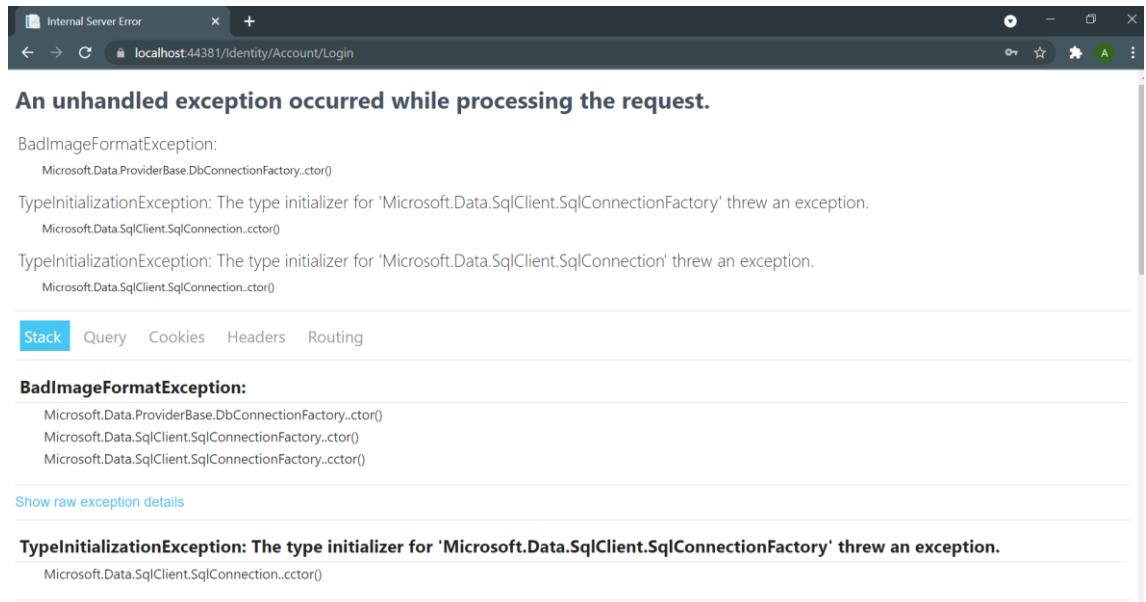 Internal Server Error
localhost:44381/Identity/Account/Login
A
An unhandled exception occurred while processing the request.
BadImageFormatException:
Microsoft.Data.ProviderBase.DbConnectionFactory..ctor()
TypeInitializationException: The type initializer for 'Microsoft.Data.SqlClient.SqlConnectionFactory' threw an exception.
Microsoft.Data.SqlClient.SqlConnection..cctor()
TypeInitializationException: The type initializer for 'Microsoft.Data.SqlClient.SqlConnection' threw an exception.
Microsoft.Data.SqlClient.SqlConnection..ctor()
Stack Query Cookies Headers Routing
BadImageFormatException:
Microsoft.Data.ProviderBase.DbConnectionFactory..ctor()
Microsoft.Data.SqlClient.SqlConnectionFactory..ctor()
Microsoft.Data.SqlClient.SqlConnectionFactory..cctor()
Show raw exception details
TypeInitializationException: The type initializer for 'Microsoft.Data.SqlClient.SqlConnectionFactory' threw an exception.
Microsoft.Data.SqlClient.SqlConnection..cctor()